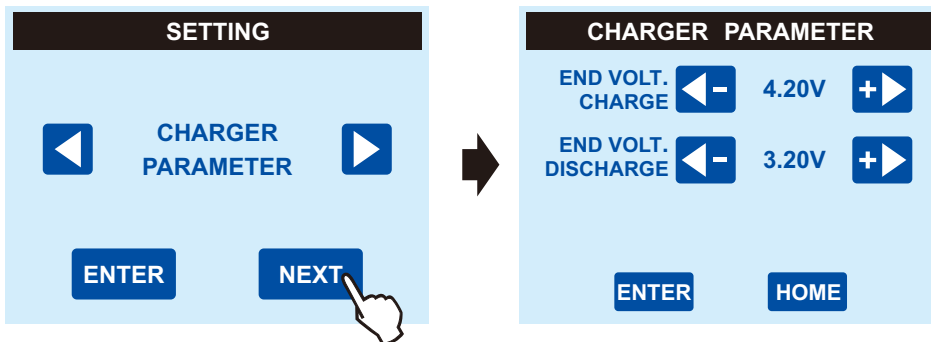 SETTING
CHARGER
PARAMETER
ENTER
NEXT
CHARGER PARAMETER
END VOLT.
CHARGE
-
4.20V
+
END VOLT.
DISCHARGE
-
3.20V
+
ENTER
HOME